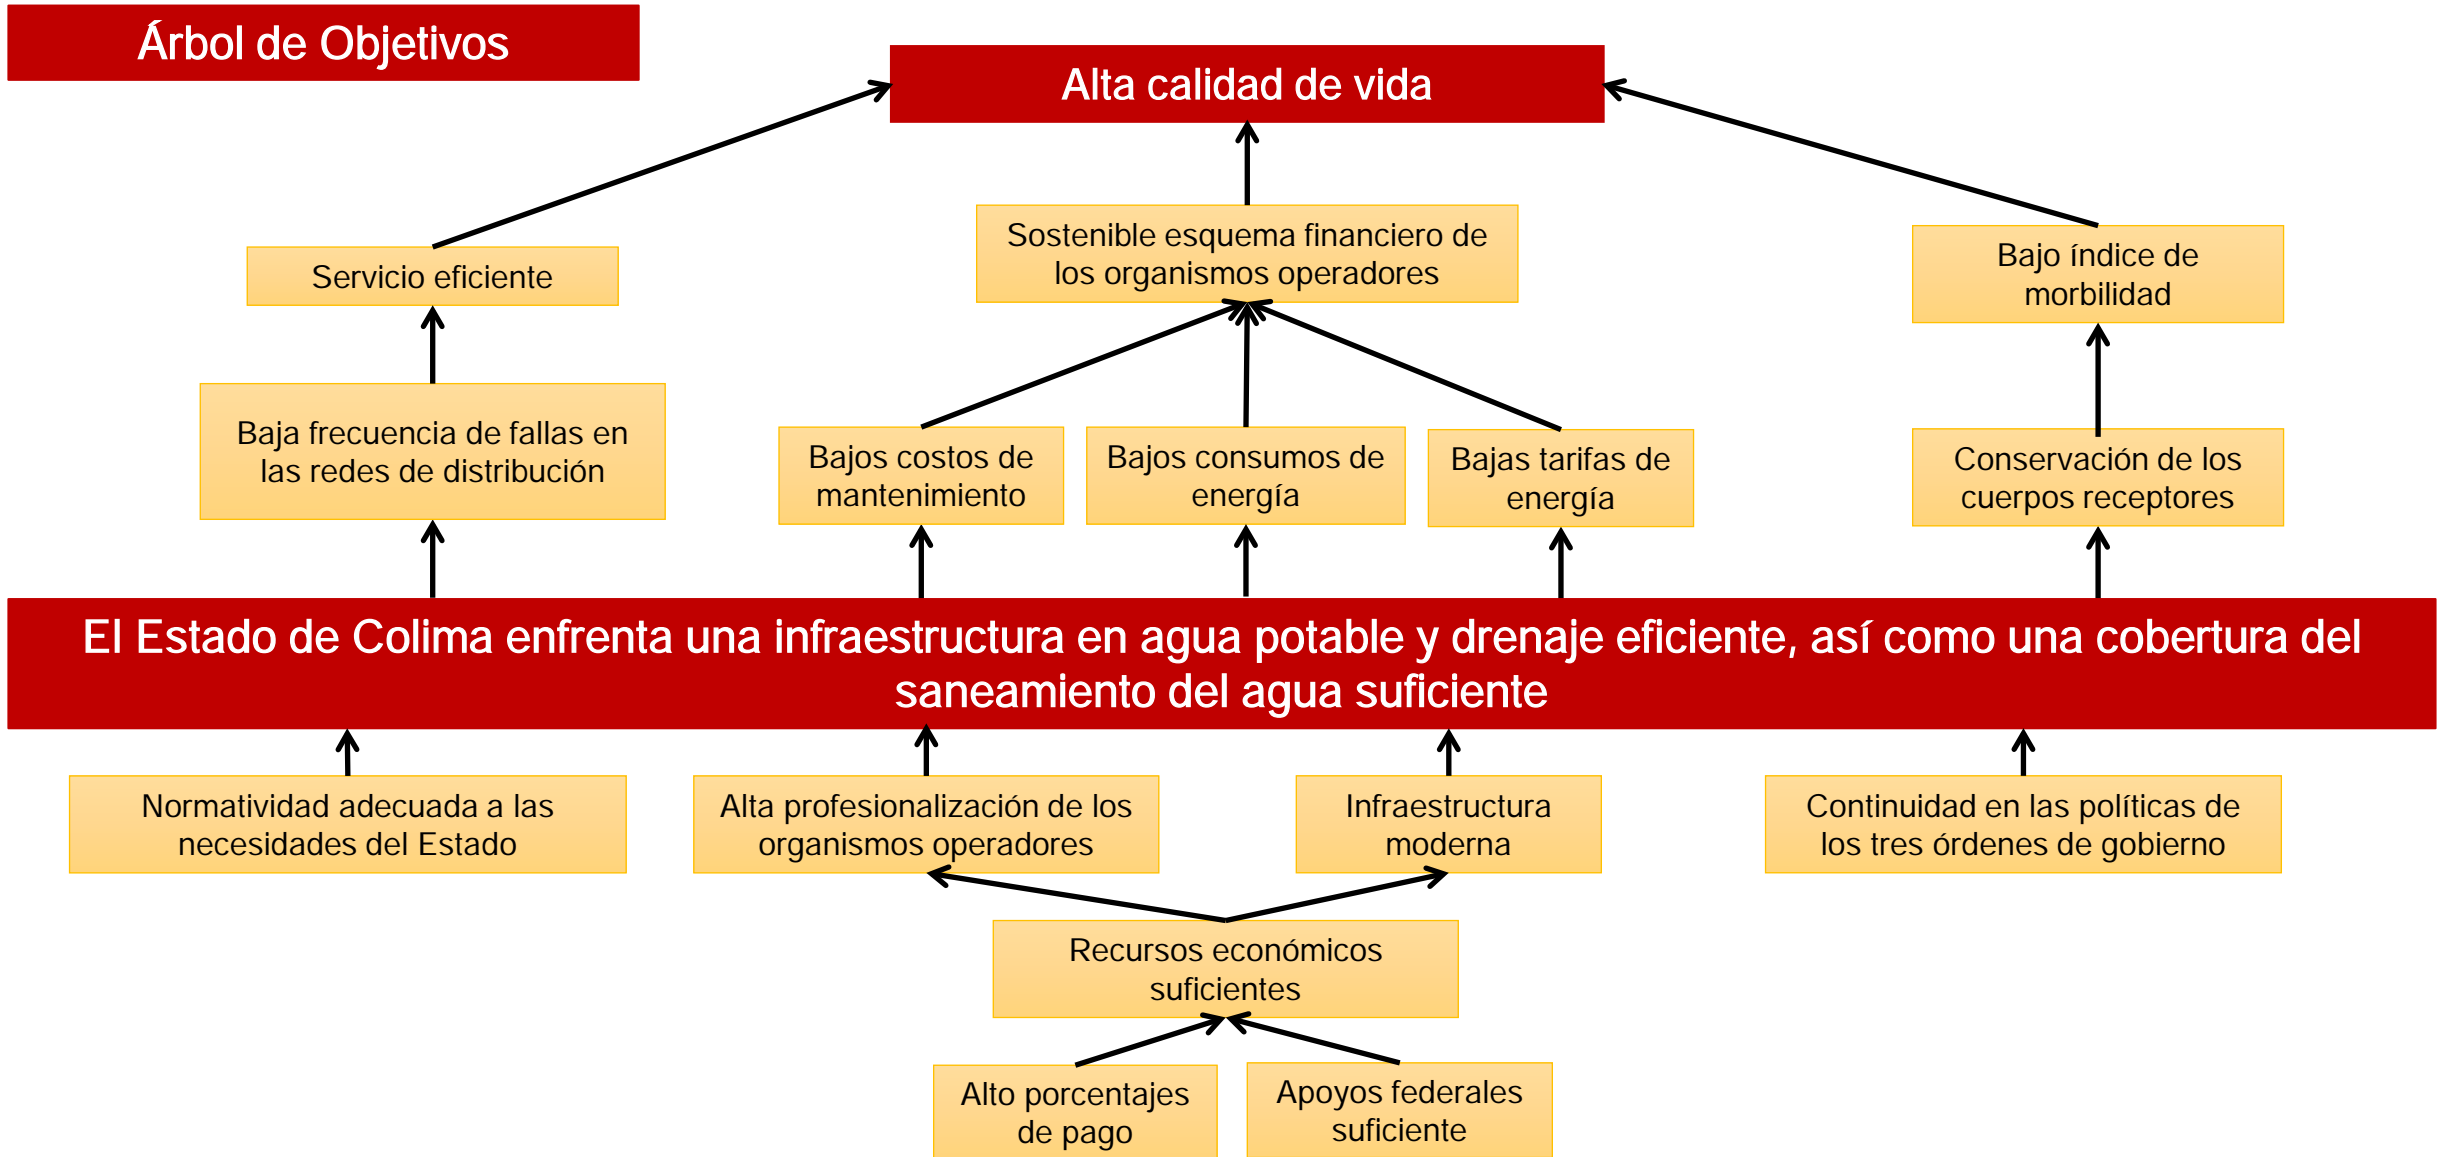 Árbol de Objetivos
Alta calidad de vida
Sostenible esquema financiero de
los organismos operadores
Servicio eficiente
Bajo índice de
morbilidad
Baja frecuencia de fallas en
las redes de distribución
Bajos costos de
mantenimiento
Bajos consumos de
energía
Bajas tarifas de
energía
Conservación de los
cuerpos receptores
El Estado de Colima enfrenta una infraestructura en agua potable y drenaje eficiente, así como una cobertura del
saneamiento del agua suficiente
Normatividad adecuada a las
necesidades del Estado
Alta profesionalización de los
organismos operadores
Infraestructura
moderna
Continuidad en las políticas de
los tres órdenes de gobierno
Recursos económicos
suficientes
Alto porcentajes
de pago
Apoyos federales
suficiente